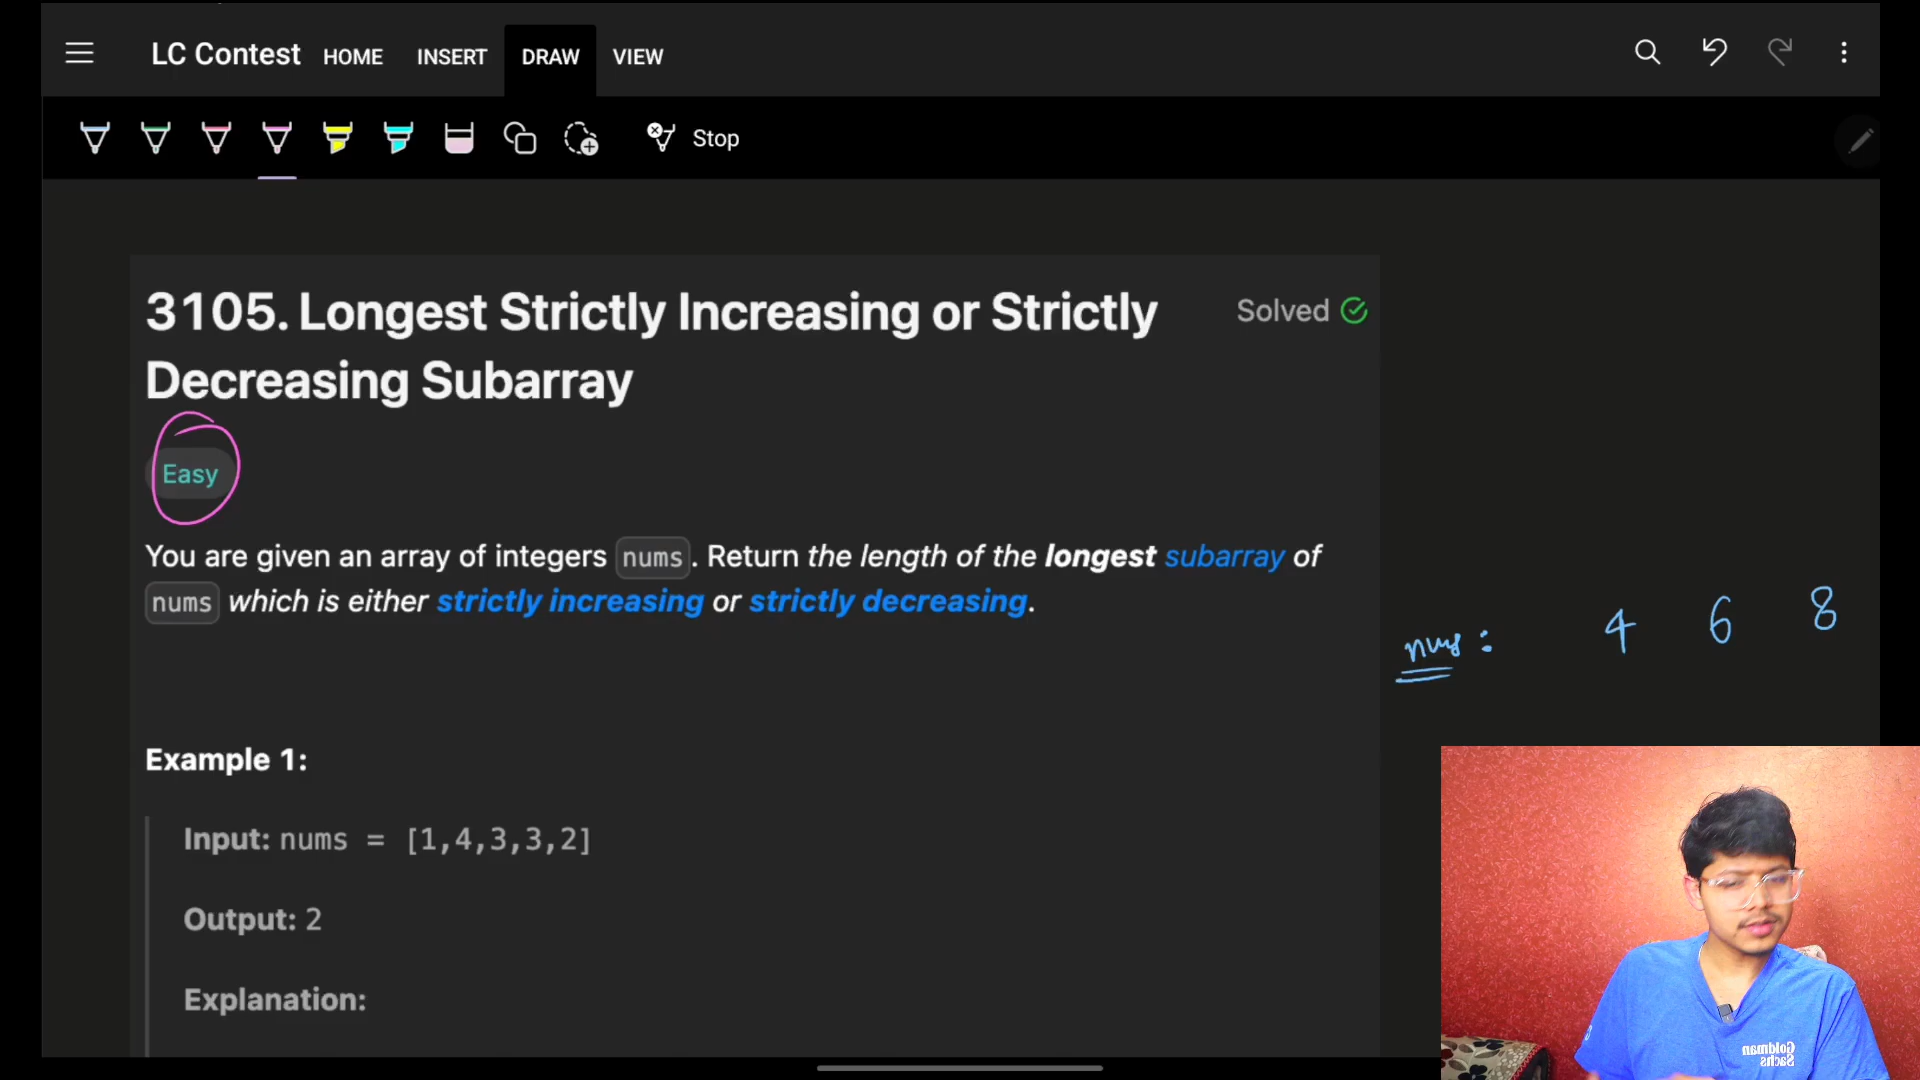 LC Contest HOME INSERT DRAW VIEW
Stop
3105. Longest Strictly Increasing or Strictly
Decreasing Subarray
Solved
Easy
You are given an array of integers nums. Return the length of the longest subarray of
nums which is either strictly increasing or strictly decreasing.
nums: 4 6 8
Example 1:
Input: nums = [1,4,3,3,2]
Output: 2
Explanation:
Goldman
Sachs